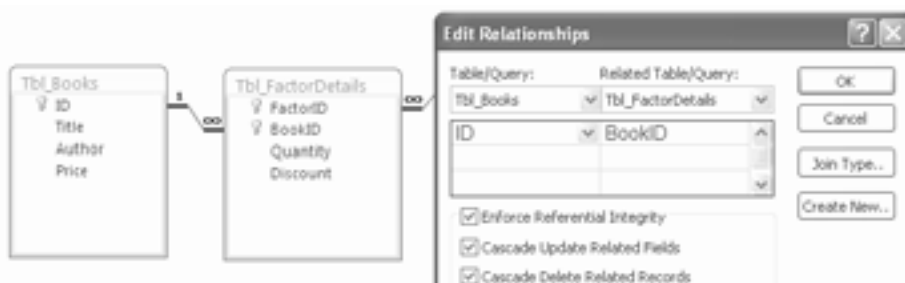 Tbl_Books
ID
Title
Author
Price
1
∞
Tbl_FactorDetails
FactorID
BookID
Quantity
Discount
∞
Edit Relationships
Table/Query: Related Table/Query:
Tbl_Books Tbl_FactorDetails
ID BookID
Enforce Referential Integrity
Cascade Update Related Fields
Cascade Delete Related Records
OK
Cancel
Join Type..
Create New..